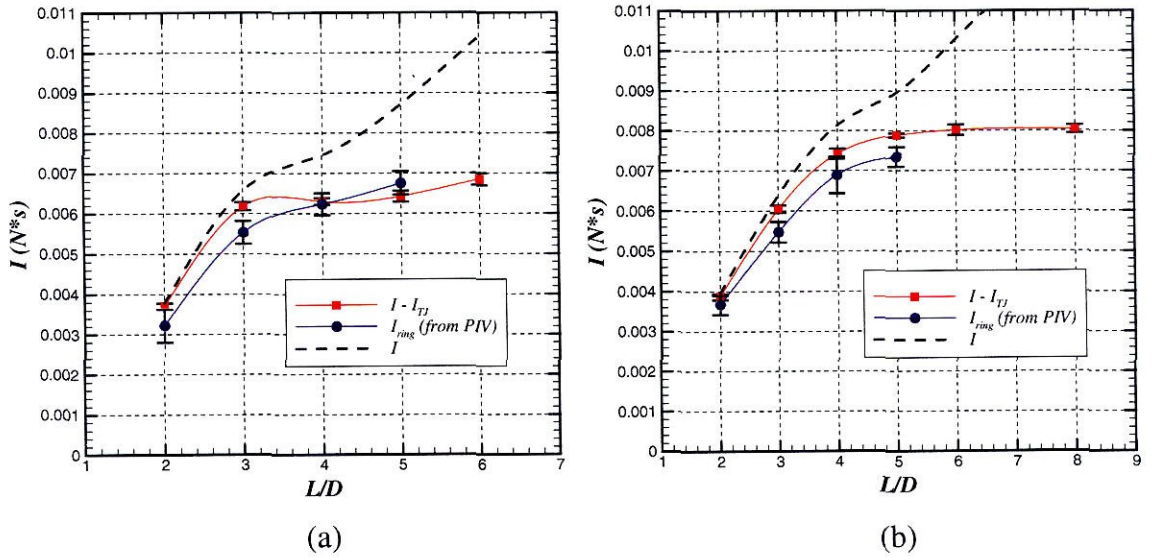 0.011
0.01
0.009
0.008
0.007
0.006
0.005
0.004
0.003
0.002
0.001
0
I (N*s)
1 2 3 4 5 6 7
L/D
I - I_TJ
I_ring (from PIV)
I
(a)
0.011
0.01
0.009
0.008
0.007
0.006
0.005
0.004
0.003
0.002
0.001
0
I (N*s)
1 2 3 4 5 6 7 8 9
L/D
I - I_TJ
I_ring (from PIV)
I
(b)